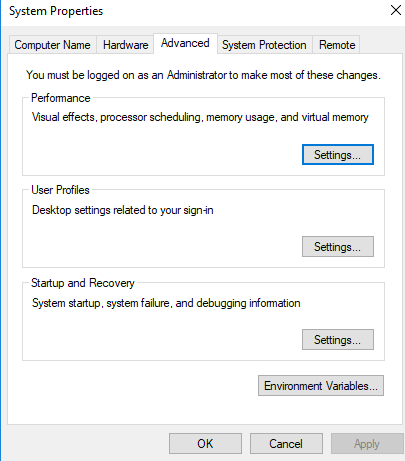 System Properties
Computer Name Hardware Advanced System Protection Remote
You must be logged on as an Administrator to make most of these changes.
Performance
Visual effects, processor scheduling, memory usage, and virtual memory
Settings...
User Profiles
Desktop settings related to your sign-in
Settings...
Startup and Recovery
System startup, system failure, and debugging information
Settings...
Environment Variables...
OK Cancel Apply